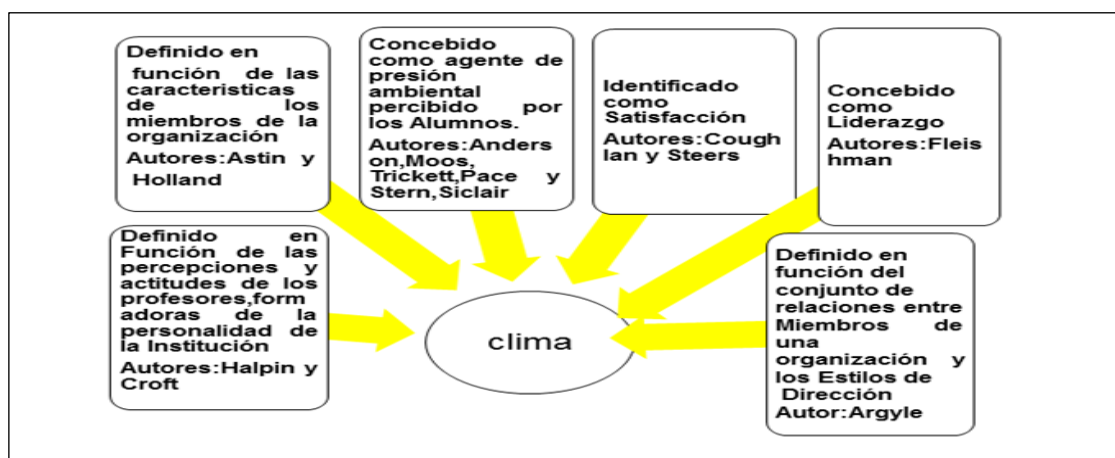 Definido en
función de las
caracteristicas
de los
miembros de la
organización
Autores:Astin y
Holland
Concebido
como agente de
presión
ambiental
percibido por
los Alumnos.
Autores:Anders
on,Moos,
Trickett,Pace y
Stern,Siclair
Identificado
como
Satisfacción
Autores:Cough
lan y Steers
Concebido
como
Liderazgo
Autores:Fleis
hman
Definido en
Función de las
percepciones y
actitudes de los
profesores,form
adoras de la
personalidad de
la Institución
Autores:Halpin y
Croft
clima
Definido en
función del
conjunto de
relaciones entre
Miembros de
una
organización y
los Estilos de
Dirección
Autor:Argyle